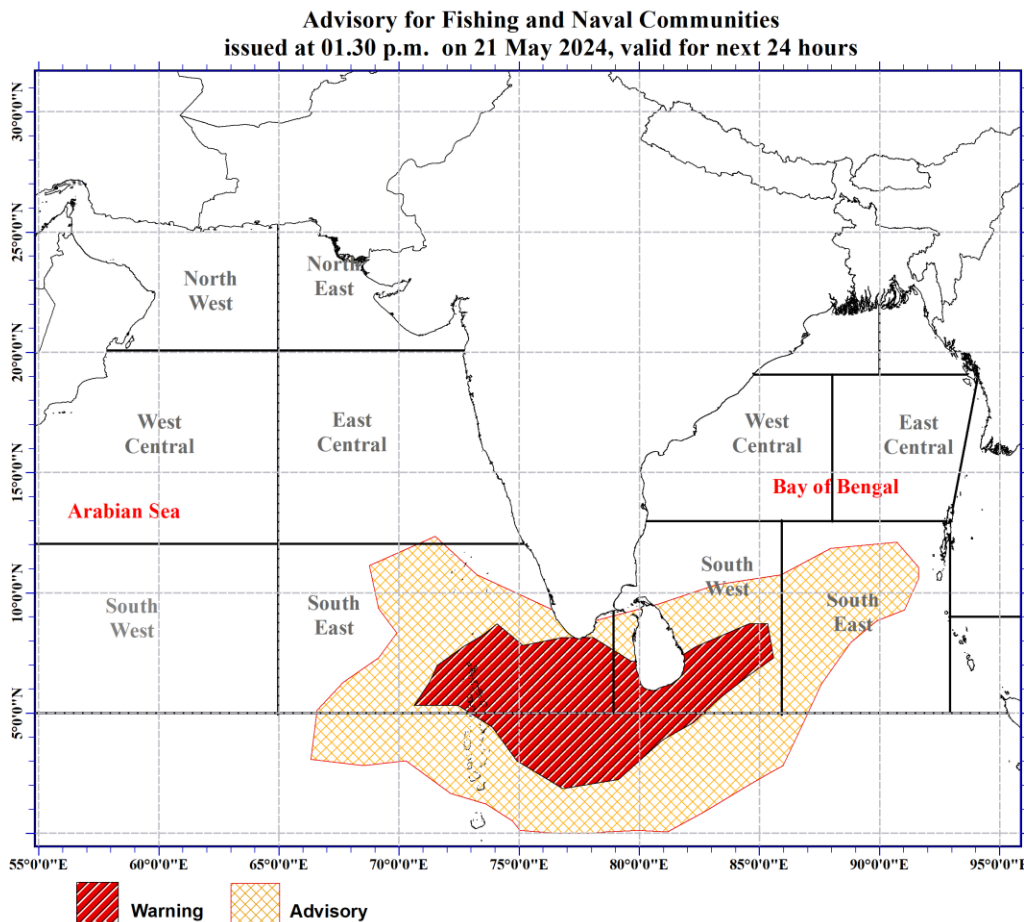 Advisory for Fishing and Naval Communities
issued at 01.30 p.m. on 21 May 2024, valid for next 24 hours
30°0'0"N
25°0'0"N
20°0'0"N
15°0'0"N
10°0'0"N
5°0'0"N
North
West
North
East
West
Central
East
Central
West
Central
East
Central
Arabian Sea
Bay of Bengal
South
West
South
East
South
West
South
East
55°0'0"E
60°0'0"E
65°0'0"E
70°0'0"E
75°0'0"E
80°0'0"E
85°0'0"E
90°0'0"E
95°0'0"E
Warning
Advisory